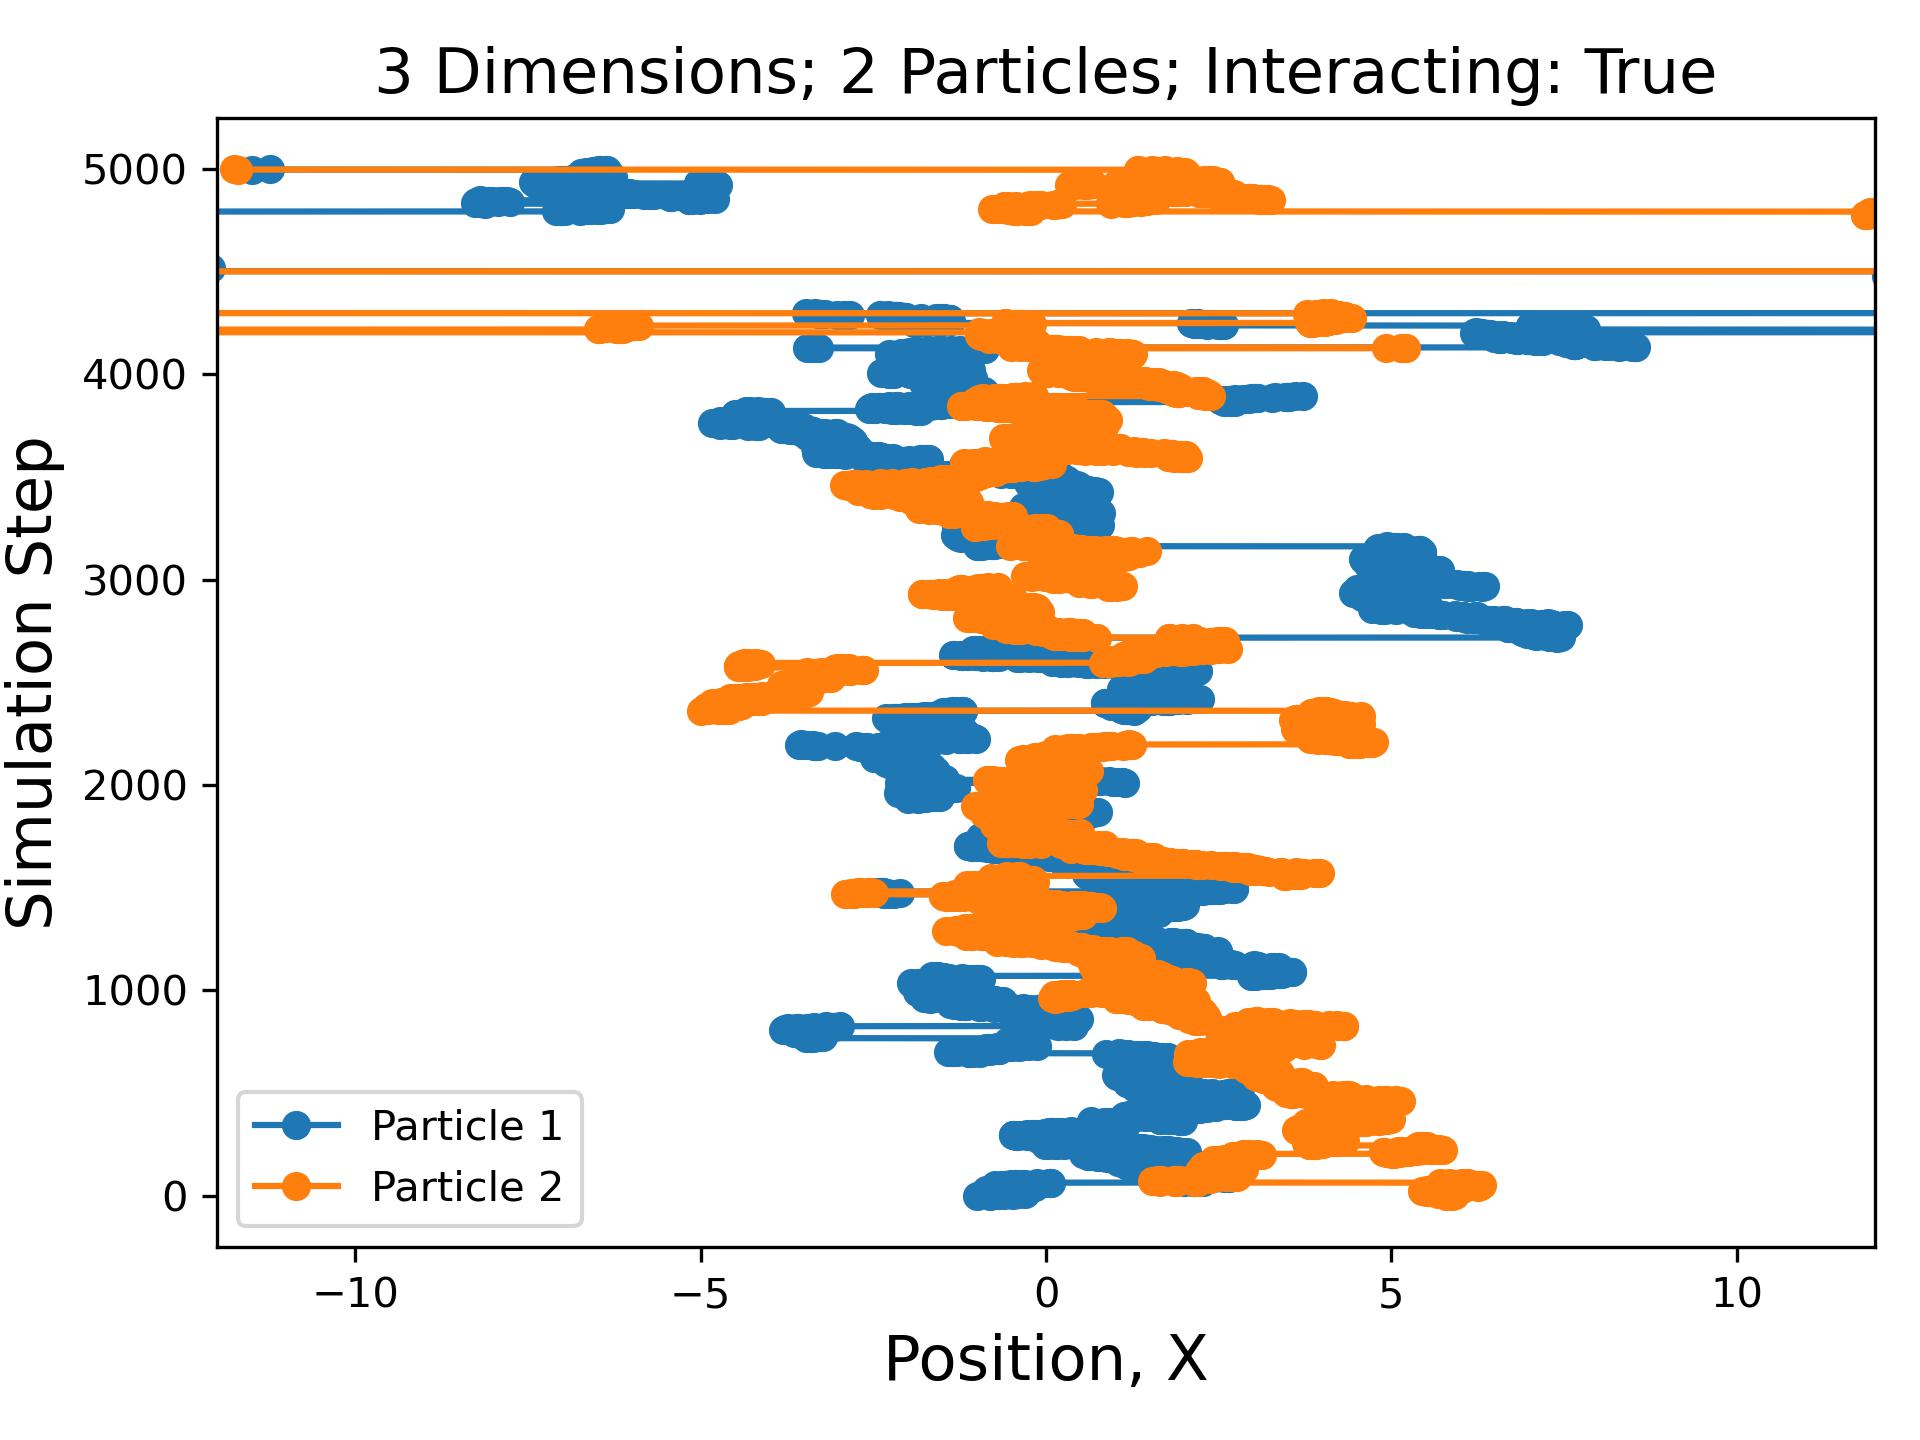 3 Dimensions; 2 Particles; Interacting: True
Simulation Step
5000
4000
3000
2000
1000
0
Particle 1
Particle 2
−10
−5
0
5
10
Position, X